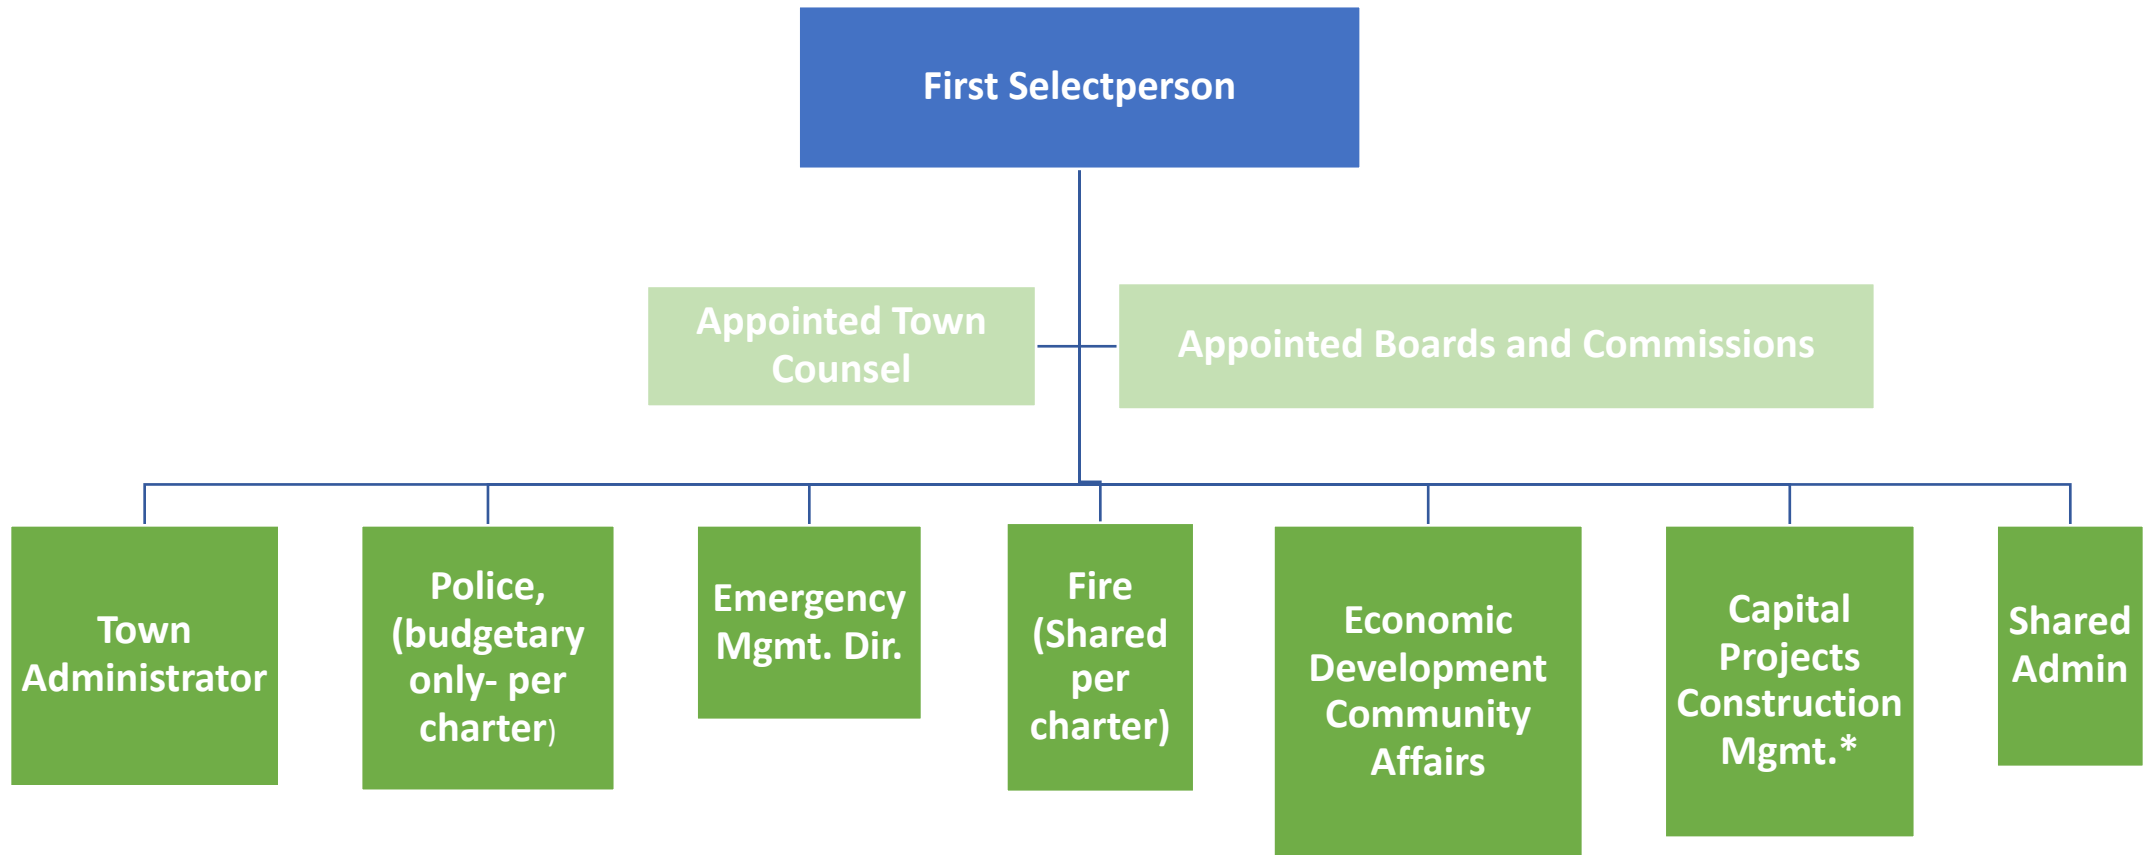 First Selectperson
Appointed Town
Counsel
Appointed Boards and Commissions
Town
Administrator
Police,
(budgetary
only- per
charter)
Emergency
Mgmt. Dir.
Fire
(Shared
per
charter)
Economic
Development
Community
Affairs
Capital
Projects
Construction
Mgmt.*
Shared
Admin